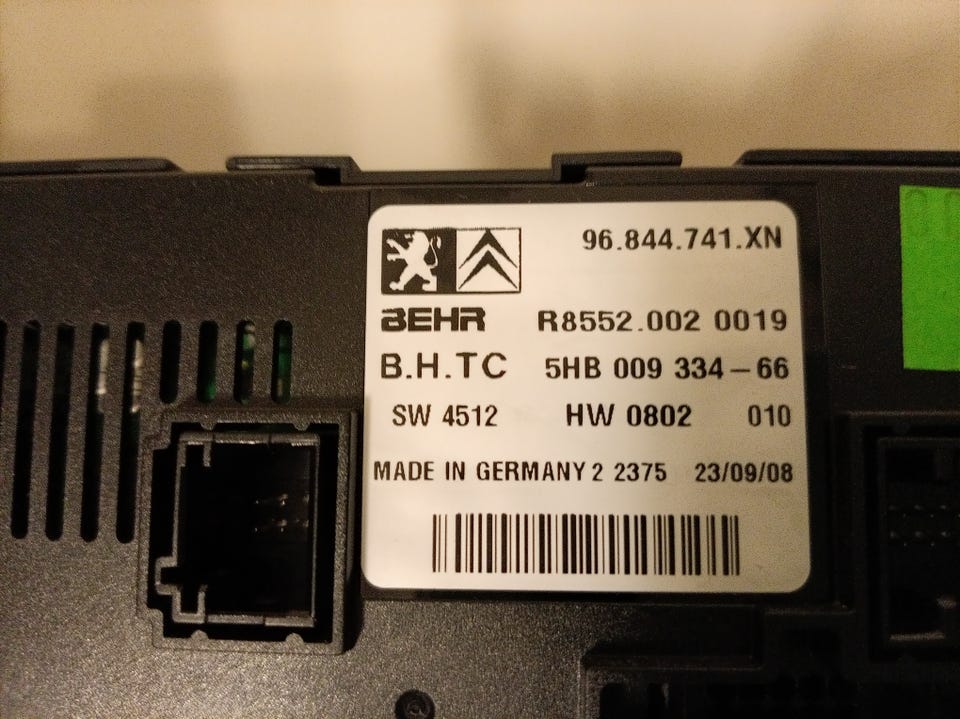 96.844.741.XN
BEHR R8552.002 0019
B.H.TC 5HB 009 334-66
SW 4512 HW 0802 010
MADE IN GERMANY 2 2375 23/09/08